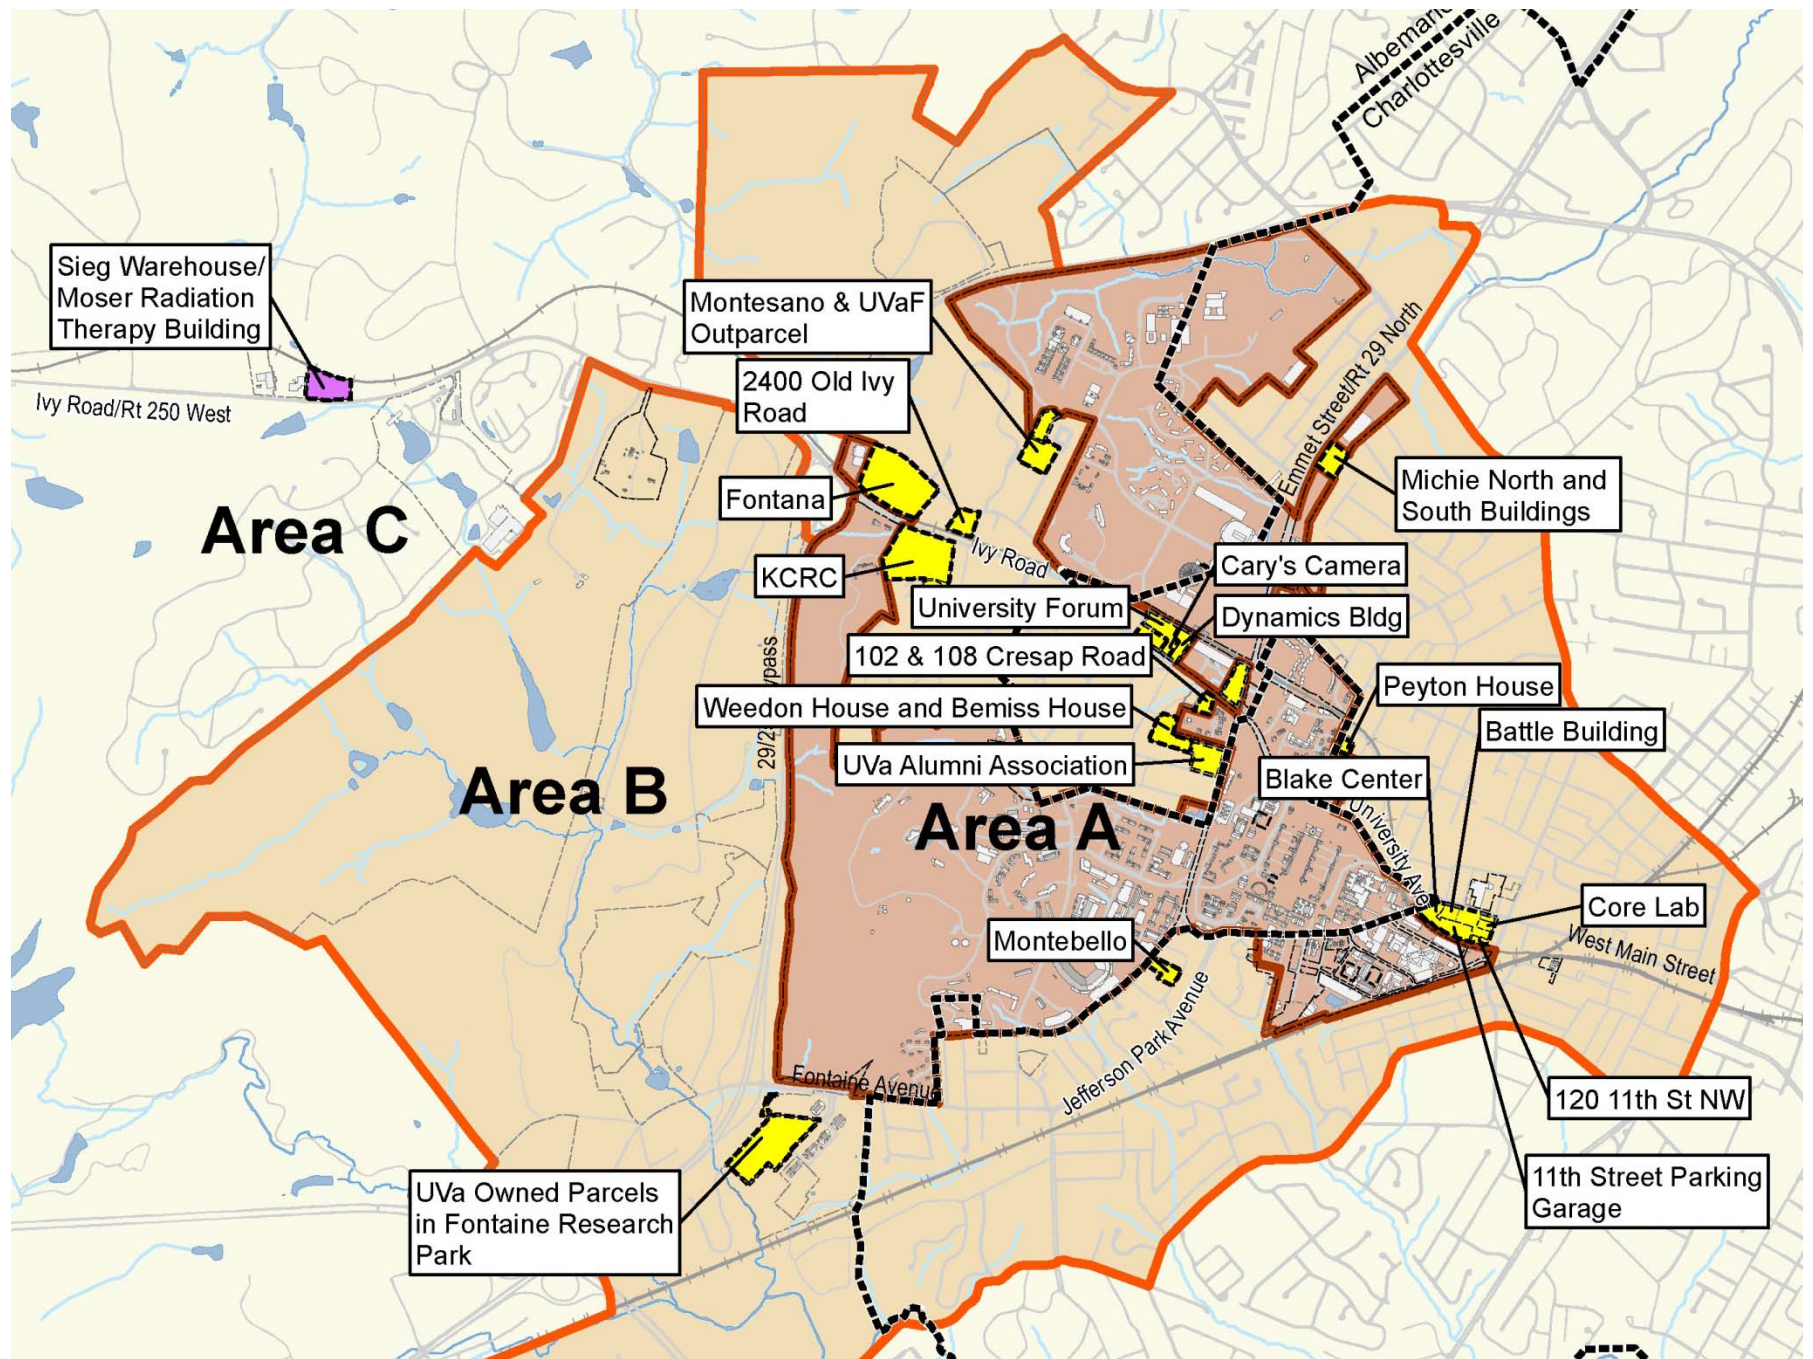 Albemarle
Charlottesville
Sieg Warehouse/
Moser Radiation
Therapy Building
Ivy Road/Rt 250 West
Montesano & UVaF
Outparcel
2400 Old Ivy
Road
Emmet Street/Rt 29 North
Michie North and
South Buildings
Fontana
Area C
Ivy Road
KCRC
Cary's Camera
University Forum
Dynamics Bldg
102 & 108 Cresap Road
Peyton House
Weedon House and Bemiss House
Battle Building
UVa Alumni Association
Blake Center
Area B
Area A
University Ave
Core Lab
Montebello
West Main Street
Jefferson Park Avenue
Fontaine Avenue
120 11th St NW
UVa Owned Parcels
in Fontaine Research
Park
11th Street Parking
Garage